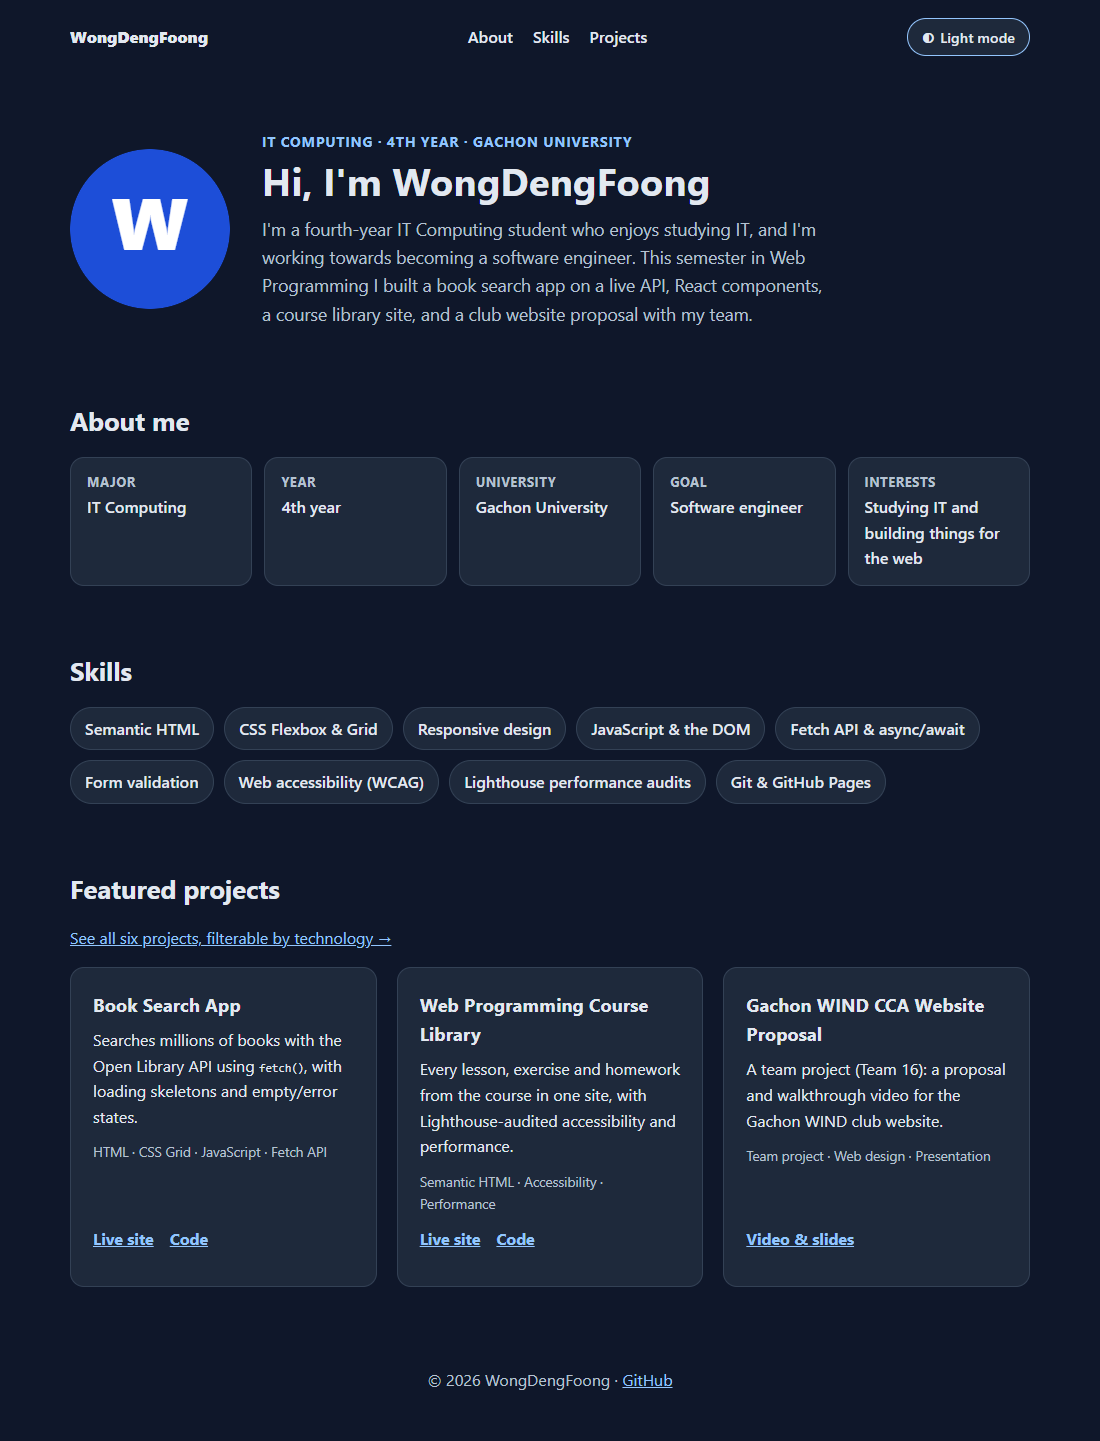 WongDengFoong
About Skills Projects
Light mode
IT COMPUTING · 4TH YEAR · GACHON UNIVERSITY
W
Hi, I'm WongDengFoong
I'm a fourth-year IT Computing student who enjoys studying IT, and I'm
working towards becoming a software engineer. This semester in Web
Programming I built a book search app on a live API, React components,
a course library site, and a club website proposal with my team.
About me
MAJOR
IT Computing
YEAR
4th year
UNIVERSITY
Gachon University
GOAL
Software engineer
INTERESTS
Studying IT and
building things for
the web
Skills
Semantic HTML
CSS Flexbox & Grid
Responsive design
JavaScript & the DOM
Fetch API & async/await
Form validation
Web accessibility (WCAG)
Lighthouse performance audits
Git & GitHub Pages
Featured projects
See all six projects, filterable by technology →
Book Search App
Searches millions of books with the
Open Library API using fetch(), with
loading skeletons and empty/error
states.
HTML · CSS Grid · JavaScript · Fetch API
Live site Code
Web Programming Course
Library
Every lesson, exercise and homework
from the course in one site, with
Lighthouse-audited accessibility and
performance.
Semantic HTML · Accessibility ·
Performance
Live site Code
Gachon WIND CCA Website
Proposal
A team project (Team 16): a proposal
and walkthrough video for the
Gachon WIND club website.
Team project · Web design · Presentation
Video & slides
© 2026 WongDengFoong · GitHub